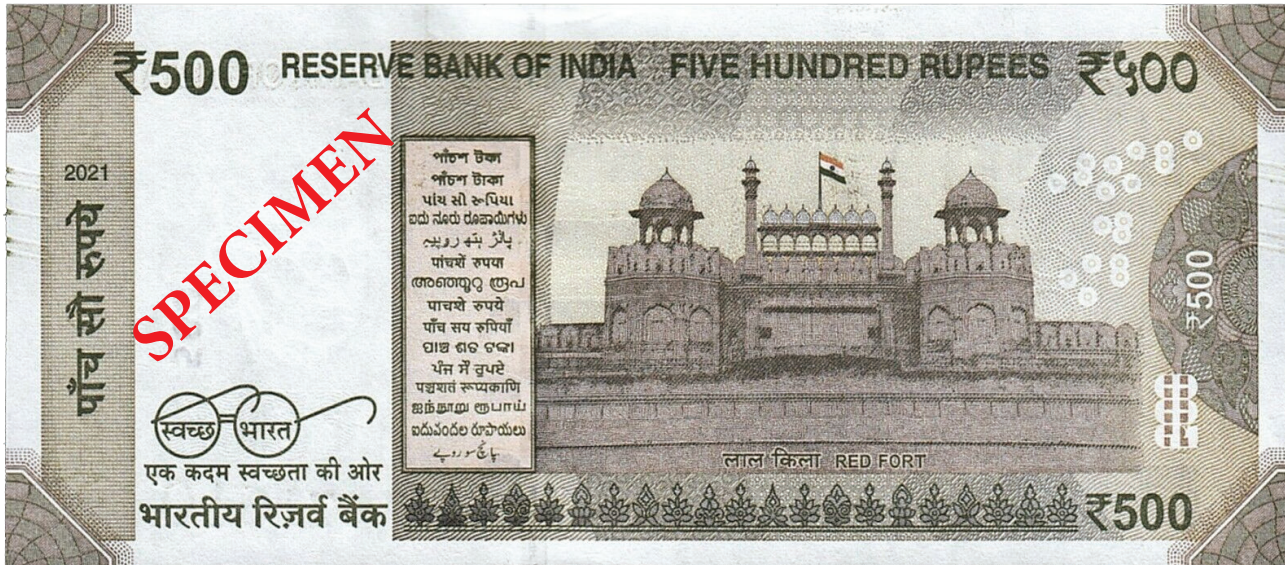 ₹500 RESERVE BANK OF INDIA FIVE HUNDRED RUPEES ₹५००
2021
पाँच सौ रुपये
SPECIMEN
পাঁচশ টকা
পাঁচশ টাকা
પાંચ સૌ રૂપિયા
ಐದು ನೂರು ರೂಪಾಯಿಗಳು
پانژ ہتھ روپیہ
पांचशें रुपया
അഞ്ഞൂറു രൂപ
पाचशे रुपये
पाँच सय रुपियाँ
ପାଞ୍ଚ ଶତ ଟଙ୍କା
ਪੰਜ ਸੌ ਰੁਪਏ
पञ्चशतं रूप्यकाणि
ஐந்நூறு ரூபாய்
ఐదువందల రూపాయలు
پانچ سو روپے
स्वच्छ भारत
एक कदम स्वच्छता की ओर
भारतीय रिज़र्व बैंक
लाल किला RED FORT
₹500
₹500